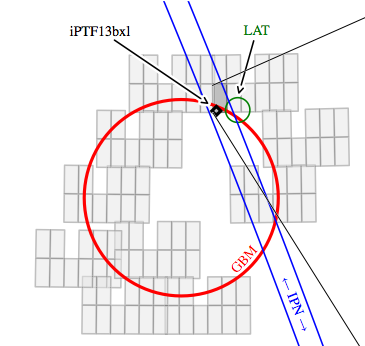 iPTF13bxl
LAT
GBM
← IPN →